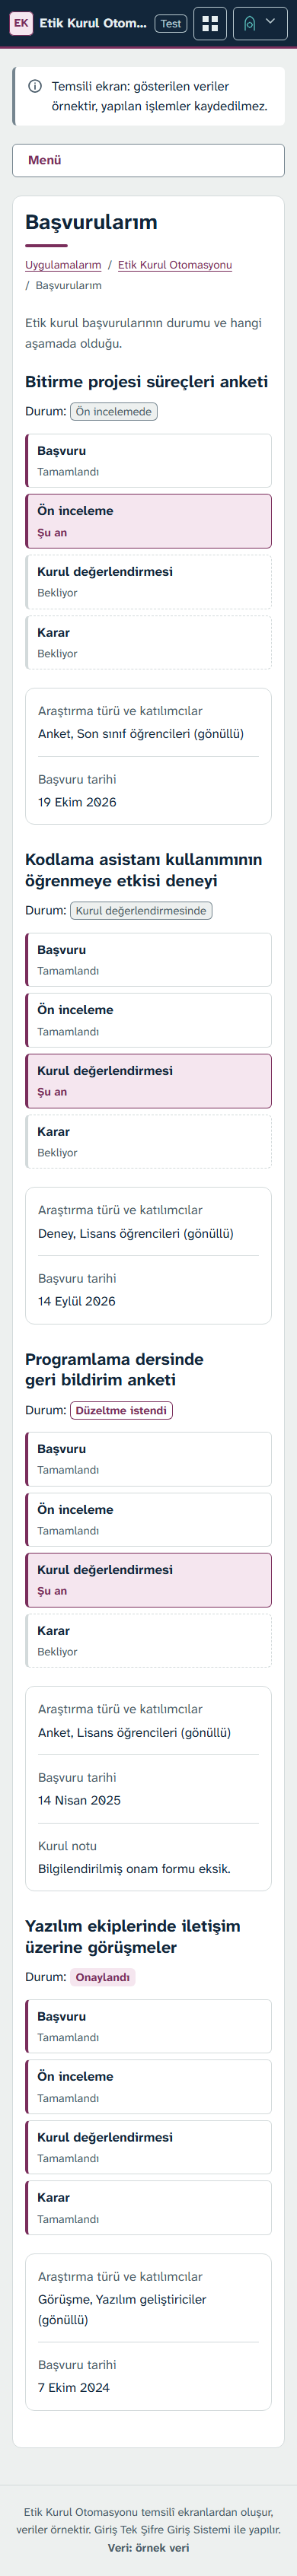 EK Etik Kurul Otom... Test
Temsili ekran: gösterilen veriler
örnektir, yapılan işlemler kaydedilmez.
Menü
Başvurularım
Uygulamalarım / Etik Kurul Otomasyonu
/ Başvurularım
Etik kurul başvurularının durumu ve hangi
aşamada olduğu.
Bitirme projesi süreçleri anketi
Durum: Ön incelemede
Başvuru
Tamamlandı
Ön inceleme
Şu an
Kurul değerlendirmesi
Bekliyor
Karar
Bekliyor
Araştırma türü ve katılımcılar
Anket, Son sınıf öğrencileri (gönüllü)
Başvuru tarihi
19 Ekim 2026
Kodlama asistanı kullanımının
öğrenmeye etkisi deneyi
Durum: Kurul değerlendirmesinde
Başvuru
Tamamlandı
Ön inceleme
Tamamlandı
Kurul değerlendirmesi
Şu an
Karar
Bekliyor
Araştırma türü ve katılımcılar
Deney, Lisans öğrencileri (gönüllü)
Başvuru tarihi
14 Eylül 2026
Programlama dersinde
geri bildirim anketi
Durum: Düzeltme istendi
Başvuru
Tamamlandı
Ön inceleme
Tamamlandı
Kurul değerlendirmesi
Şu an
Karar
Bekliyor
Araştırma türü ve katılımcılar
Anket, Lisans öğrencileri (gönüllü)
Başvuru tarihi
14 Nisan 2025
Kurul notu
Bilgilendirilmiş onam formu eksik.
Yazılım ekiplerinde iletişim
üzerine görüşmeler
Durum: Onaylandı
Başvuru
Tamamlandı
Ön inceleme
Tamamlandı
Kurul değerlendirmesi
Tamamlandı
Karar
Tamamlandı
Araştırma türü ve katılımcılar
Görüşme, Yazılım geliştiriciler
(gönüllü)
Başvuru tarihi
7 Ekim 2024
Etik Kurul Otomasyonu temsilî ekranlardan oluşur,
veriler örnektir. Giriş Tek Şifre Giriş Sistemi ile yapılır.
Veri: örnek veri